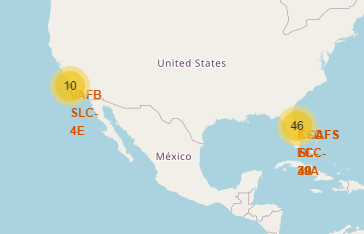 United States
10
VAFB
SLC-
4E
46
México